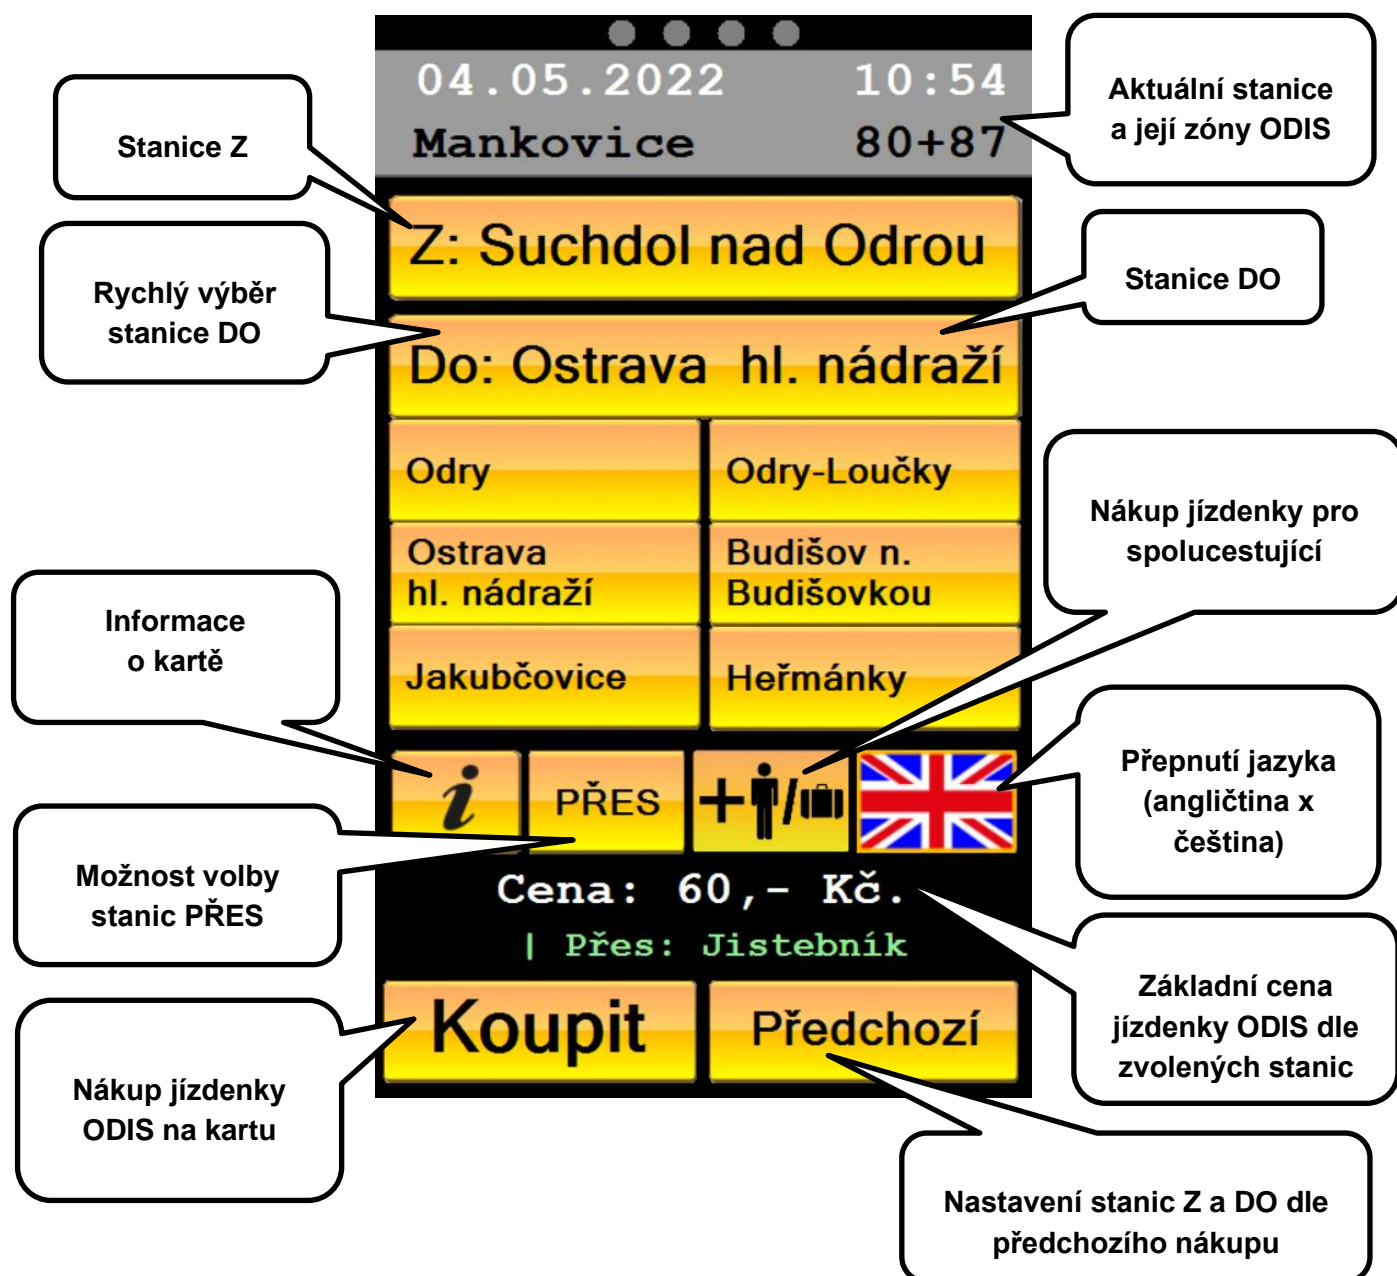 04.05.2022 10:54
Mankovice 80+87
Aktuální stanice
a její zóny ODIS
Stanice Z
Z: Suchdol nad Odrou
Rychlý výběr
stanice DO
Stanice DO
Do: Ostrava hl. nádraží
Odry
Odry-Loučky
Ostrava
hl. nádraží
Budišov n.
Budišovkou
Jakubčovice
Heřmánky
Nákup jízdenky pro
spolucestující
Informace
o kartě
i
PŘES
+ /
Přepnutí jazyka
(angličtina x
čeština)
Možnost volby
stanic PŘES
Cena: 60,- Kč.
| Přes: Jistebník
Základní cena
jízdenky ODIS dle
zvolených stanic
Koupit
Předchozí
Nákup jízdenky
ODIS na kartu
Nastavení stanic Z a DO dle
předchozího nákupu